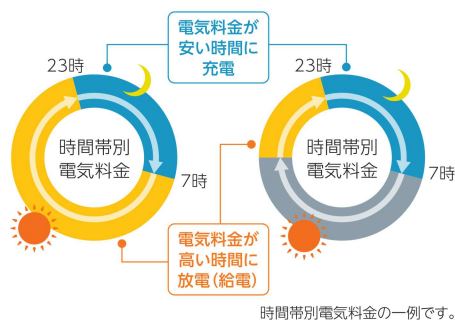 電気料金が
安い時間に
充電
23時
時間帯別
電気料金
7時
23時
時間帯別
電気料金
7時
電気料金が
高い時間に
放電(給電)
時間帯別電気料金の一例です。